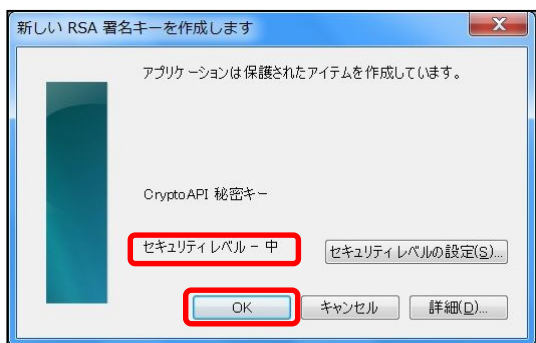 新しい RSA 署名キーを作成します
アプリケーションは保護されたアイテムを作成しています。
CryptoAPI 秘密キー
セキュリティ レベル - 中
セキュリティ レベルの設定(S)...
OK
キャンセル
詳細(D)...